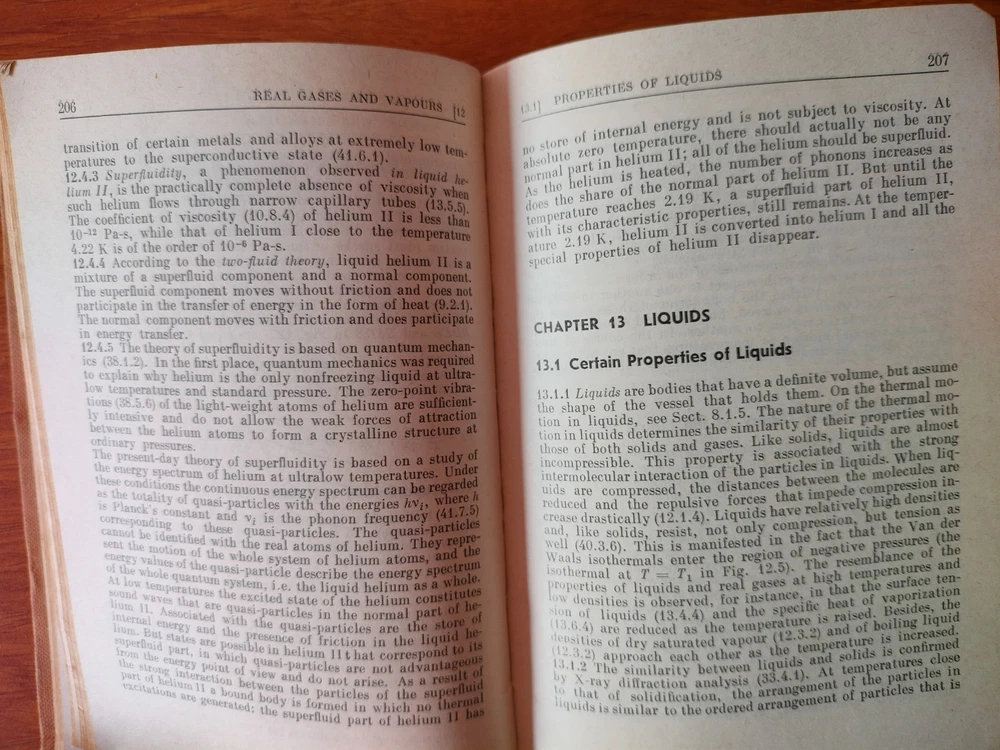 206
REAL GASES AND VAPOURS [12
transition of certain metals and alloys at extremely low tem-
peratures to the superconductive state (41.6.1).
12.4.3 Superfluidity, a phenomenon observed in liquid he-
lium II, is the practically complete absence of viscosity when
such helium flows through narrow capillary tubes (13.5.5).
The coefficient of viscosity (10.8.4) of helium II is less than
10⁻¹² Pa-s, while that of helium I close to the temperature
4.22 K is of the order of 10⁻⁶ Pa-s.
12.4.4 According to the two-fluid theory, liquid helium II is a
mixture of a superfluid component and a normal component.
The superfluid component moves without friction and does not
participate in the transfer of energy in the form of heat (9.2.1).
The normal component moves with friction and does participate
in energy transfer.
12.4.5 The theory of superfluidity is based on quantum mechan-
ics (38.1.2). In the first place, quantum mechanics was required
to explain why helium is the only nonfreezing liquid at ultra-
low temperatures and standard pressure. The zero-point vibra-
tions (38.5.6) of the light-weight atoms of helium are sufficient-
ly intensive and do not allow the weak forces of attraction
between the helium atoms to form a crystalline structure at
ordinary pressures.
The present-day theory of superfluidity is based on a study of
the energy spectrum of helium at ultralow temperatures. Under
these conditions the continuous energy spectrum can be regarded
as the totality of quasi-particles with the energies hνᵢ, where h
is Planck's constant and νᵢ is the phonon frequency (41.7.5)
corresponding to these quasi-particles. The quasi-particles
cannot be identified with the real atoms of helium. They repre-
sent the motion of the whole system of helium atoms, and the
energy values of the quasi-particle describe the energy spectrum
of the whole quantum system, i.e. the liquid helium as a whole.
At low temperatures the excited state of helium constitutes
sound waves that are quasi-particles in the normal part of he-
lium II. Associated with the quasi-particles are the store of
internal energy and the presence of friction in the liquid he-
lium. But states are possible in helium II t hat correspond to its
superfluid part, in which quasi-particles are not advantageous
from the energy point of view and do not arise. As a result of
the strong interaction between the particles of the superfluid
part of helium II a bound body is formed in which no thermal
excitations are generated: the superfluid part of helium II has
13.1] PROPERTIES OF LIQUIDS
207
no store of internal energy and is not subject to viscosity. At
absolute zero temperature, there should actually not be any
normal part in helium II; all of the helium should be superfluid.
As the helium is heated, the number of phonons increases as
does the share of the normal part of helium II. But until the
temperature reaches 2.19 K, a superfluid part of helium II,
with its characteristic properties, still remains. At the temper-
ature 2.19 K, helium II is converted into helium I and all the
special properties of helium II disappear.
CHAPTER 13 LIQUIDS
13.1 Certain Properties of Liquids
13.1.1 Liquids are bodies that have a definite volume, but assume
the shape of the vessel that holds them. On the thermal mo-
tion in liquids, see Sect. 8.1.5. The nature of the thermal mo-
tion in liquids determines the similarity of their properties with
those of both solids and gases. Like solids, liquids are almost
incompressible. This property is associated with the strong
intermolecular interaction of the particles in liquids. When liq-
uids are compressed, the distances between the molecules are
reduced and the repulsive forces that impede compression in-
crease drastically (12.1.4). Liquids have relatively high densities
and, like solids, resist, not only compression, but tension as
well (40.3.6). This is manifested in the fact that the Van der
Waals isothermals enter the region of negative pressures (the
isothermal at T = T₁ in Fig. 12.5). The resemblance of the
properties of liquids and real gases at high temperatures and
low densities is observed, for instance, in that the surface ten-
sion of liquids (13.4.4) and the specific heat of vaporization
(13.6.4) are reduced as the temperature is raised. Besides, the
densities of dry saturated vapour (12.3.2) and of boiling liquid
(12.3.2) approach each other as the temperature is increased.
13.1.2 The similarity between liquids and solids is confirmed
by X-ray diffraction analysis (33.4.1). At temperatures close
to that of solidification, the arrangement of the particles in
liquids is similar to the ordered arrangement of particles that is